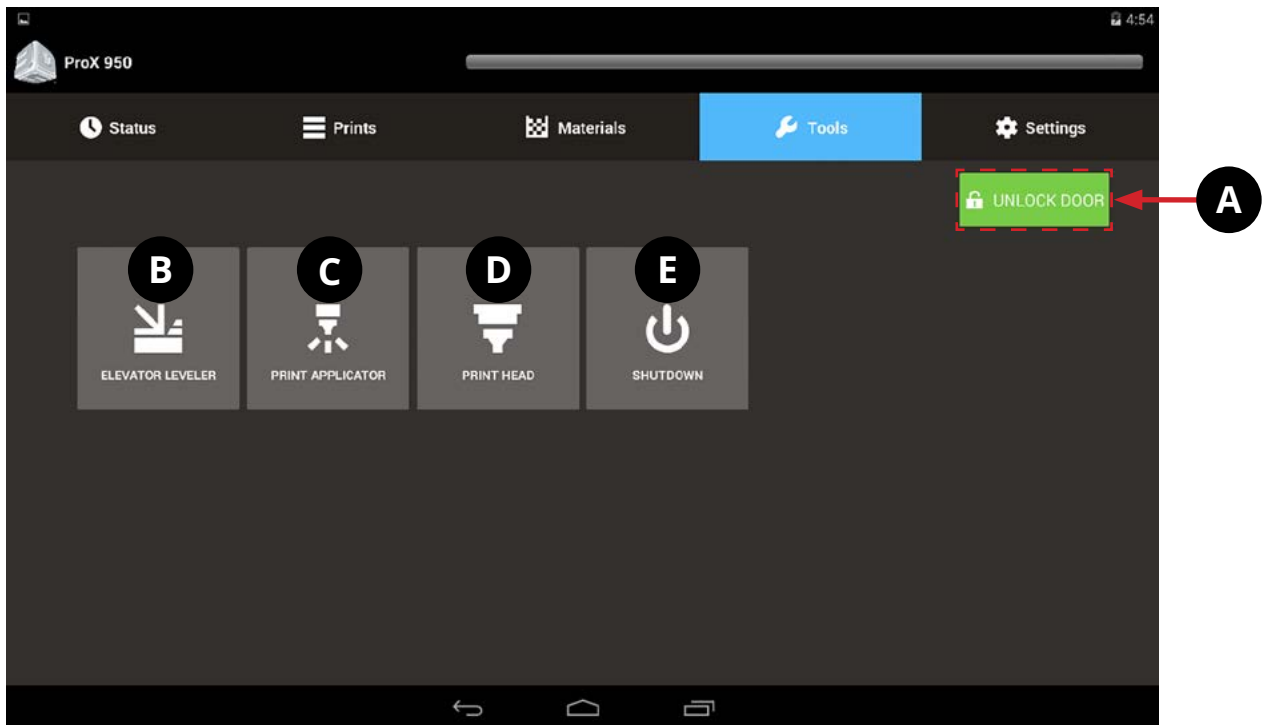 4:54
ProX 950
Status Prints Materials Tools Settings
UNLOCK DOOR A
B C D E
ELEVATOR LEVELER PRINT APPLICATOR PRINT HEAD SHUTDOWN